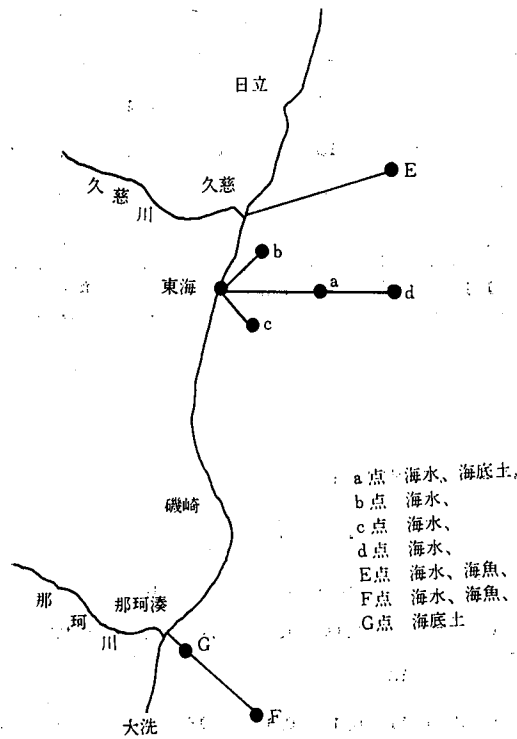 日立
久慈川
久慈
E
b
東海
a
d
c
磯崎
a点 海水、海底土、
b点 海水、
c点 海水、
d点 海水、
E点 海水、海魚、
F点 海水、海魚、
G点 海底土
那珂川
那珂湊
G
F
大洗